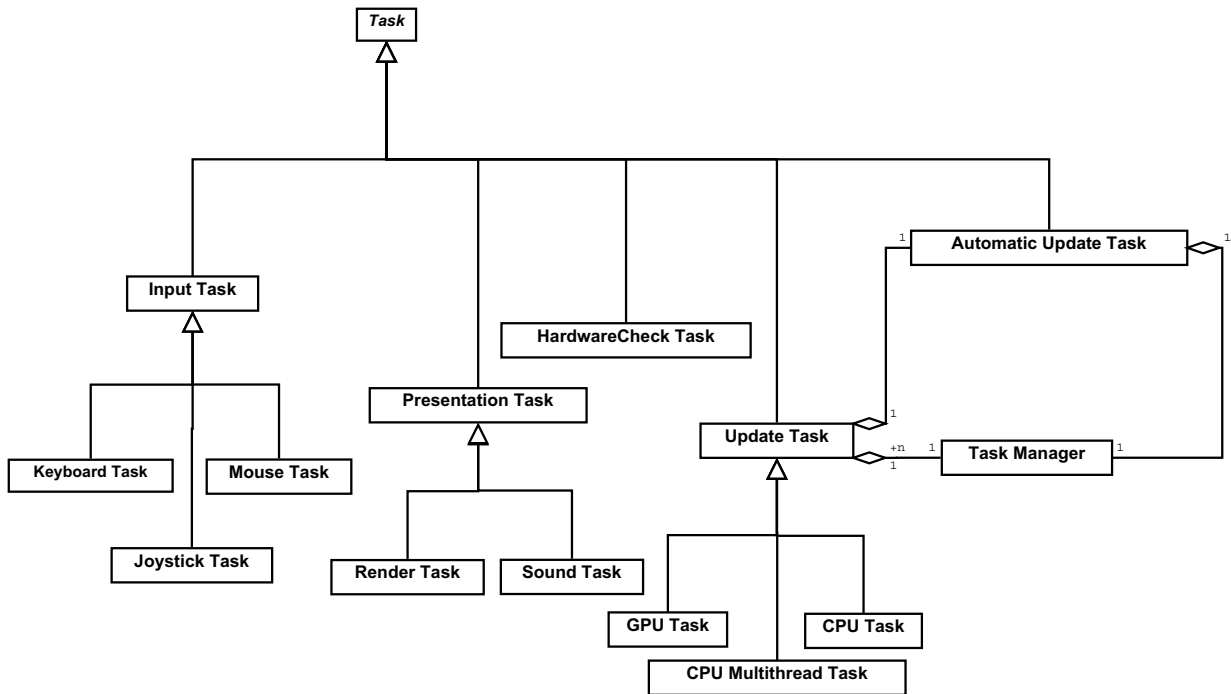 Task
1
Automatic Update Task
1
Input Task
HardwareCheck Task
Presentation Task
1
Update Task
+n
1
1
Task Manager
1
Keyboard Task
Mouse Task
Joystick Task
Render Task
Sound Task
GPU Task
CPU Task
CPU Multithread Task